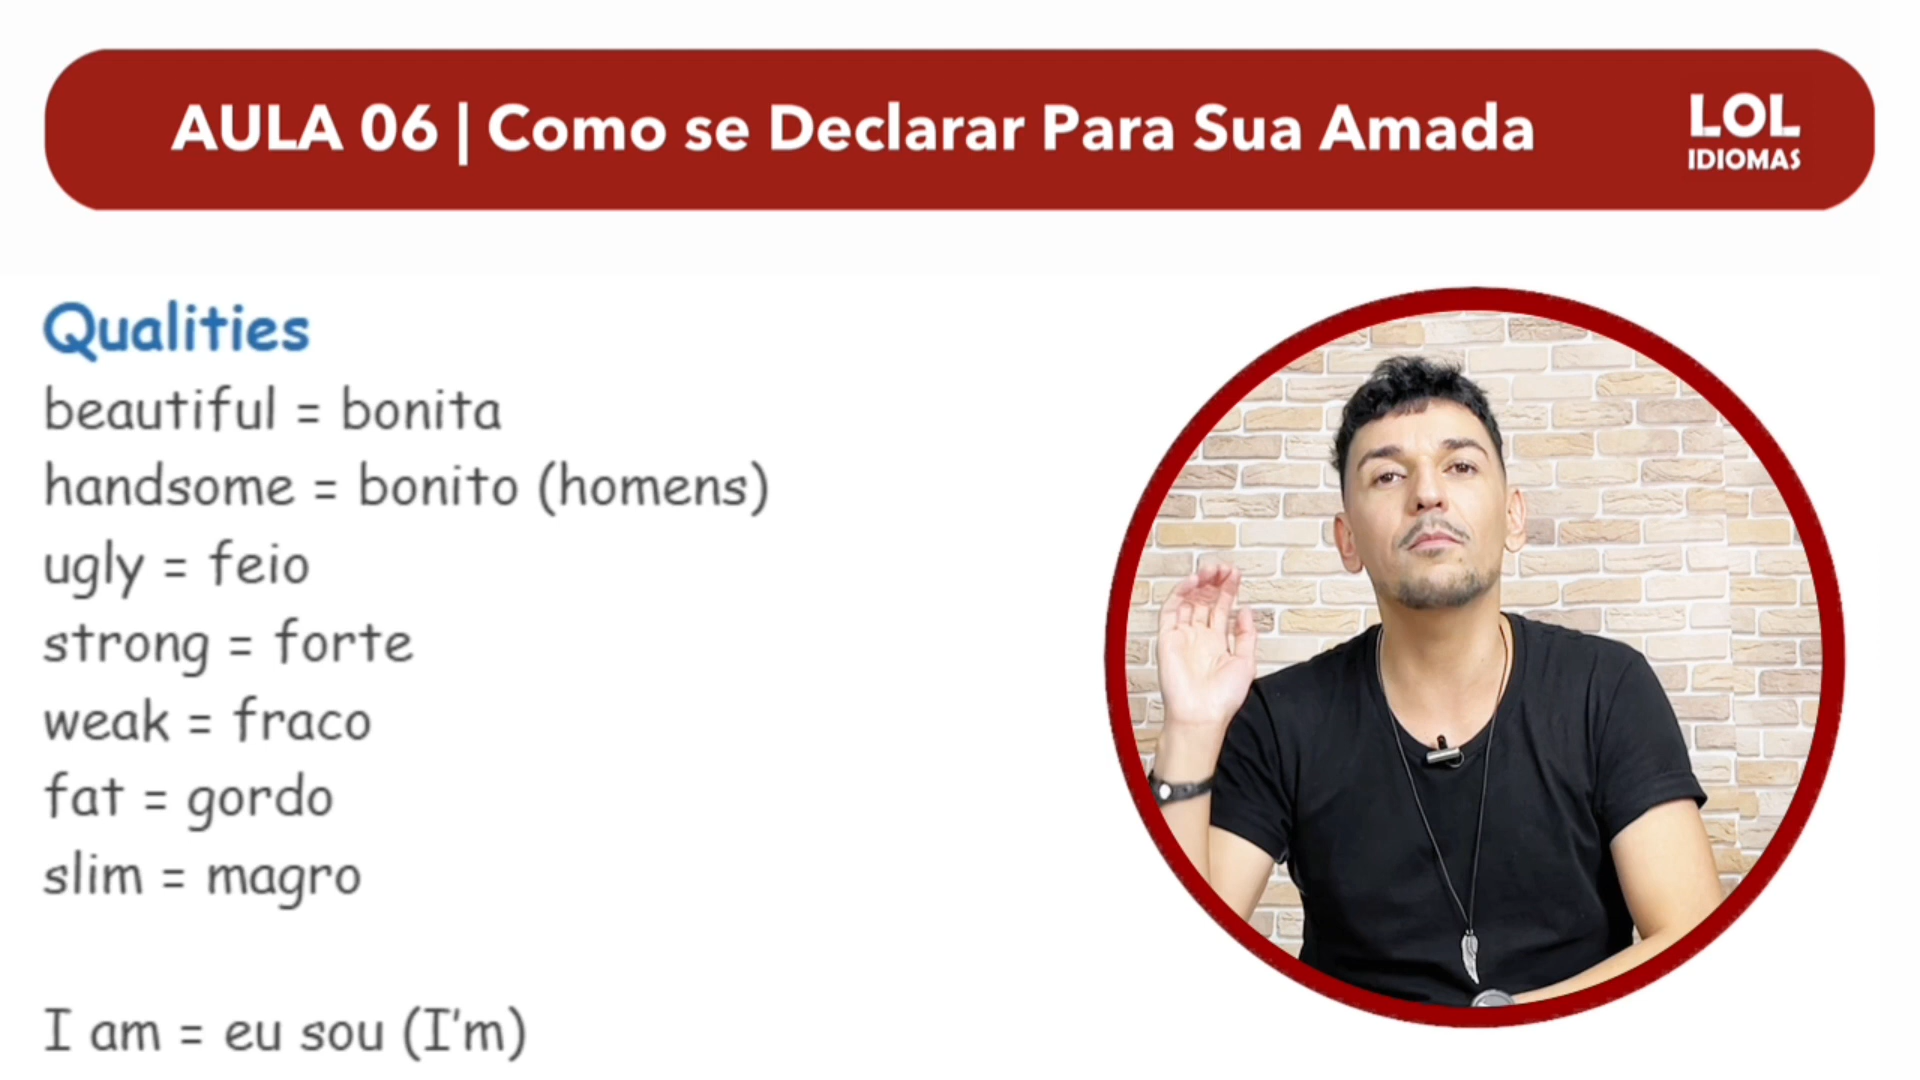 AULA 06 | Como se Declarar Para Sua Amada
LOL
IDIOMAS
Qualities
beautiful = bonita
handsome = bonito (homens)
ugly = feio
strong = forte
weak = fraco
fat = gordo
slim = magro
I am = eu sou (I'm)